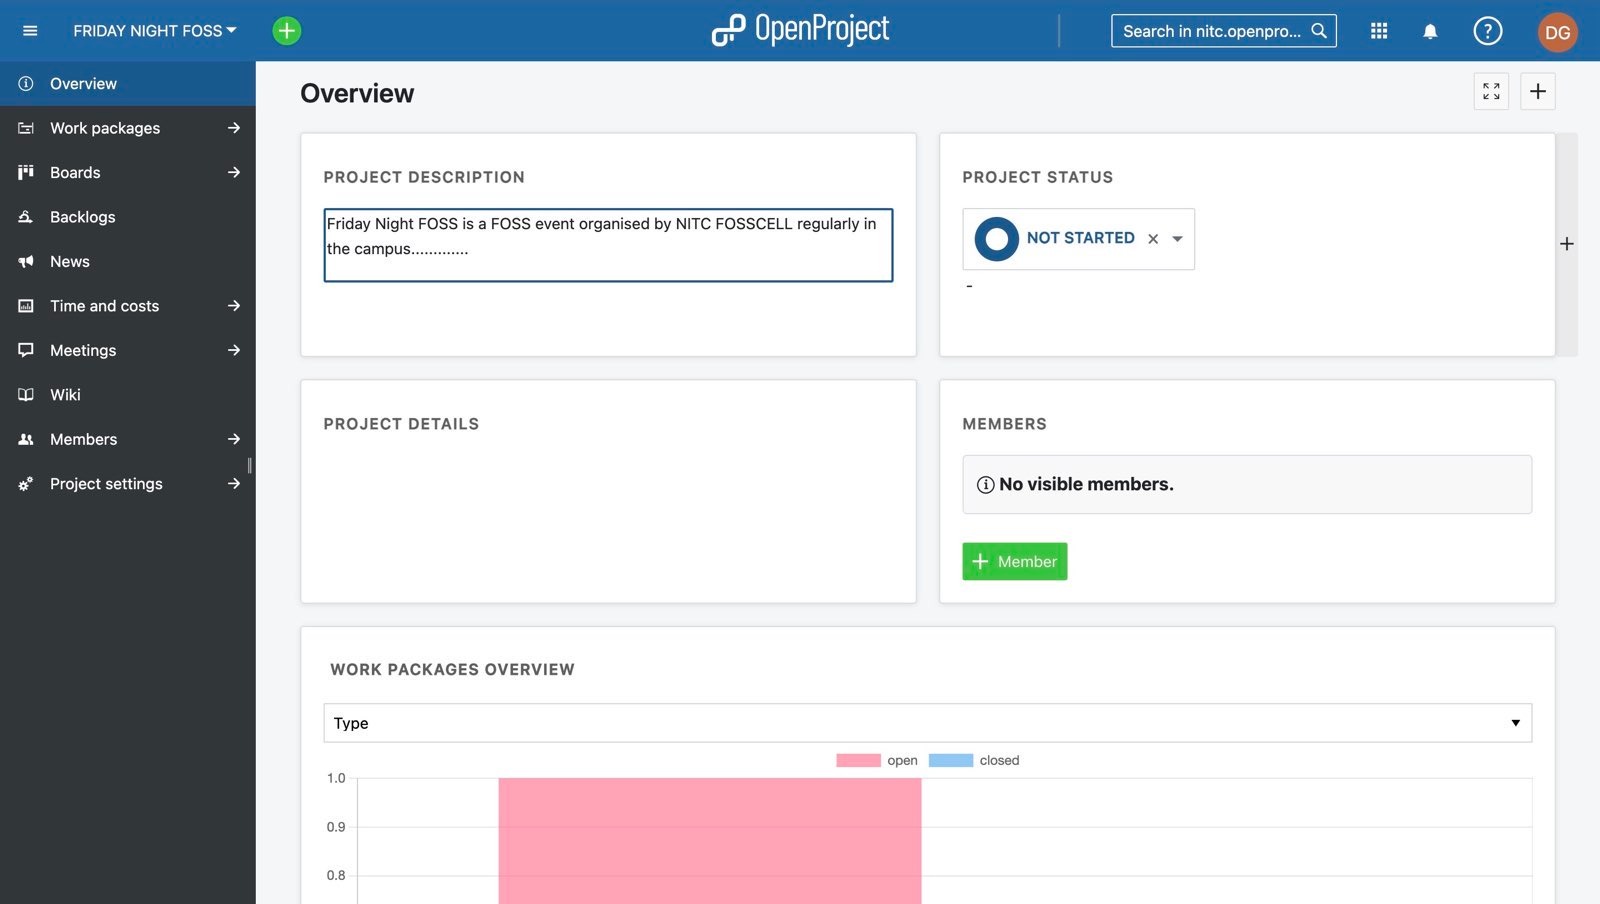 FRIDAY NIGHT FOSS
OpenProject
Search in nitc.openpro...
?
DG
Overview
Work packages
Boards
Backlogs
News
Time and costs
Meetings
Wiki
Members
Project settings
Overview
PROJECT DESCRIPTION
Friday Night FOSS is a FOSS event organised by NITC FOSSCELL regularly in
the campus.............
PROJECT STATUS
NOT STARTED
-
PROJECT DETAILS
MEMBERS
No visible members.
+ Member
WORK PACKAGES OVERVIEW
Type
open closed
1.0
0.9
0.8